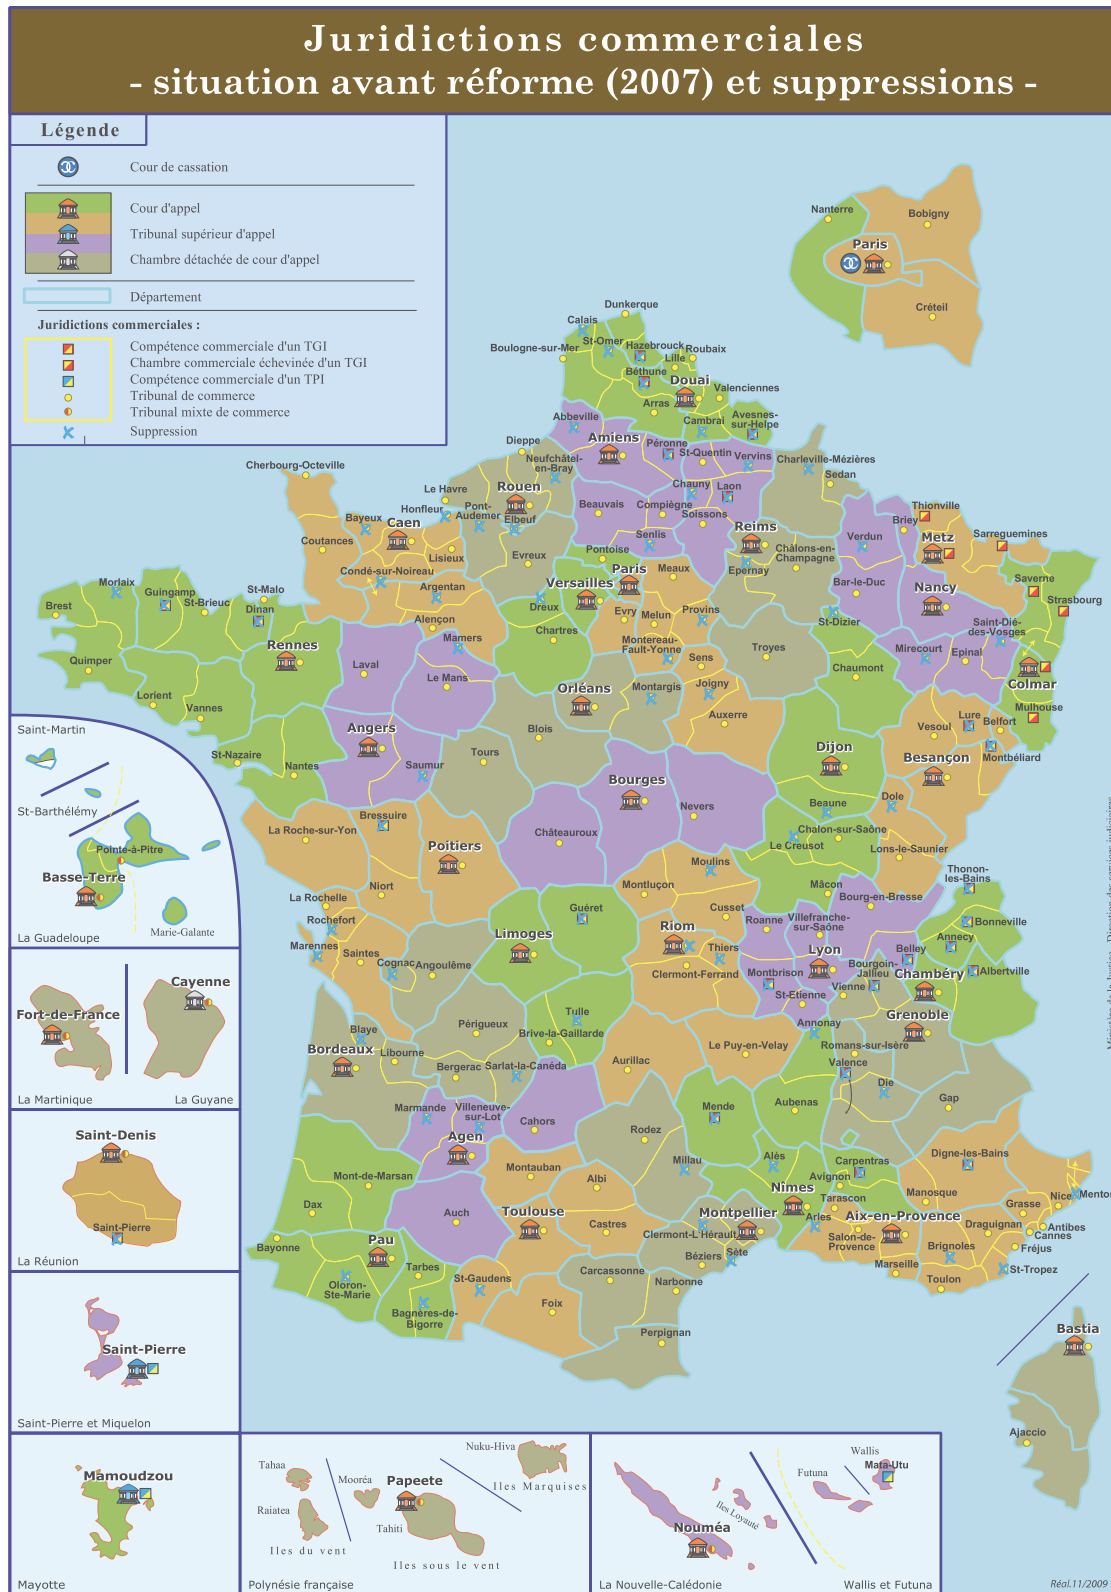 Juridictions commerciales
- situation avant réforme (2007) et suppressions -
Légende
Cour de cassation
Cour d'appel
Tribunal supérieur d'appel
Chambre détachée de cour d'appel
Département
Juridictions commerciales :
Compétence commerciale d'un TGI
Chambre commerciale échevinée d'un TGI
Compétence commerciale d'un TPI
Tribunal de commerce
Tribunal mixte de commerce
Suppression
Nanterre
Bobigny
Paris
Créteil
Dunkerque
Calais
St-Omer
Hazebrouck
Boulogne-sur-Mer
Roubaix
Lille
Béthune
Douai
Valenciennes
Arras
Cambrai
Avesnes-
sur-Helpe
Abbeville
Amiens
Péronne
St-Quentin
Vervins
Charleville-Mézières
Sedan
Dieppe
Neufchâtel-
en-Bray
Cherbourg-Octeville
Rouen
Le Havre
Honfleur
Pont-
Audemer
Elbeuf
Beauvais
Compiègne
Chauny
Laon
Soissons
Senlis
Reims
Thionville
Briey
Metz
Sarreguemines
Verdun
Bayeux
Caen
Coutances
Lisieux
Evreux
Pontoise
Paris
Meaux
Epernay
Châlons-en-
Champagne
Bar-le-Duc
Nancy
Saverne
Strasbourg
Condé-sur-Noireau
Argentan
Versailles
Dreux
Evry
Melun
Provins
St-Dizier
Saint-Dié-
des-Vosges
Morlaix
Guingamp
St-Brieuc
St-Malo
Dinan
Brest
Alençon
Mamers
Chartres
Montereau-
Fault-Yonne
Sens
Troyes
Chaumont
Mirecourt
Epinal
Colmar
Rennes
Quimper
Laval
Le Mans
Orléans
Montargis
Joigny
Mulhouse
Lorient
Vannes
Auxerre
Vesoul
Lure
Belfort
Montbéliard
Angers
Blois
Tours
Dijon
Besançon
St-Nazaire
Nantes
Saumur
Bourges
Nevers
Beaune
Dole
La Roche-sur-Yon
Bressuire
Poitiers
Châteauroux
Le Creusot
Chalon-sur-Saône
Lons-le-Saunier
Moulins
Niort
Montluçon
Mâcon
Bourg-en-Bresse
Thonon-
les-Bains
La Rochelle
Rochefort
Guéret
Cusset
Roanne
Villefranche-
sur-Saône
Bonneville
Annecy
Marennes
Saintes
Cognac
Angoulême
Limoges
Riom
Thiers
Clermont-Ferrand
Lyon
Belley
Albertville
Montbrison
Bourgoin-
Jallieu
Chambéry
St-Etienne
Vienne
Grenoble
Tulle
Brive-la-Gaillarde
Périgueux
Annonay
Le Puy-en-Velay
Romans-sur-Isère
Valence
Die
Gap
Blaye
Bordeaux
Libourne
Bergerac
Sarlat-la-Canéda
Aurillac
Aubenas
Mende
Marmande
Villeneuve-
sur-Lot
Agen
Cahors
Rodez
Millau
Alès
Carpentras
Digne-les-Bains
Mont-de-Marsan
Montauban
Albi
Avignon
Nîmes
Tarascon
Manosque
Nice
Menton
Grasse
Antibes
Cannes
Dax
Auch
Toulouse
Castres
Montpellier
Clermont-L'Hérault
Arles
Aix-en-Provence
Salon-de-
Provence
Draguignan
Fréjus
Brignoles
St-Tropez
Bayonne
Pau
Tarbes
Béziers
Sète
Marseille
Toulon
Oloron-
Ste-Marie
Bagnères-de-
Bigorre
St-Gaudens
Foix
Carcassonne
Narbonne
Perpignan
Bastia
Ajaccio
Saint-Martin
St-Barthélémy
Pointe-à-Pitre
Basse-Terre
La Guadeloupe
Marie-Galante
Fort-de-France
Cayenne
La Martinique
La Guyane
Saint-Denis
Saint-Pierre
La Réunion
Saint-Pierre
Saint-Pierre et Miquelon
Mamoudzou
Mayotte
Tahaa
Raiatea
Mooréa
Papeete
Tahiti
Nuku-Hiva
Iles Marquises
Iles du vent
Iles sous le vent
Polynésie française
Iles Loyauté
Nouméa
La Nouvelle-Calédonie
Wallis
Mata-Utu
Futuna
Wallis et Futuna
Réal.11/2009